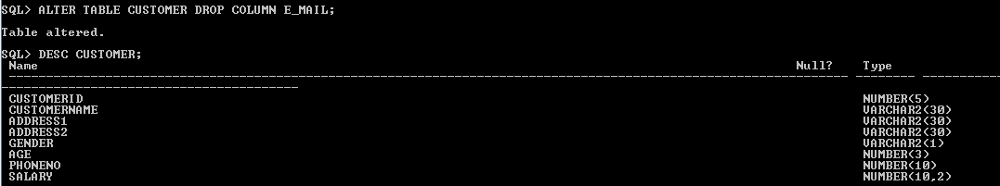 SQL> ALTER TABLE CUSTOMER DROP COLUMN E_MAIL;
Table altered.
SQL> DESC CUSTOMER;
Name Null? Type
CUSTOMERID NUMBER(5)
CUSTOMERNAME VARCHAR2(30)
ADDRESS1 VARCHAR2(30)
ADDRESS2 VARCHAR2(30)
GENDER VARCHAR2(1)
AGE NUMBER(3)
PHONENO NUMBER(10)
SALARY NUMBER(10,2)